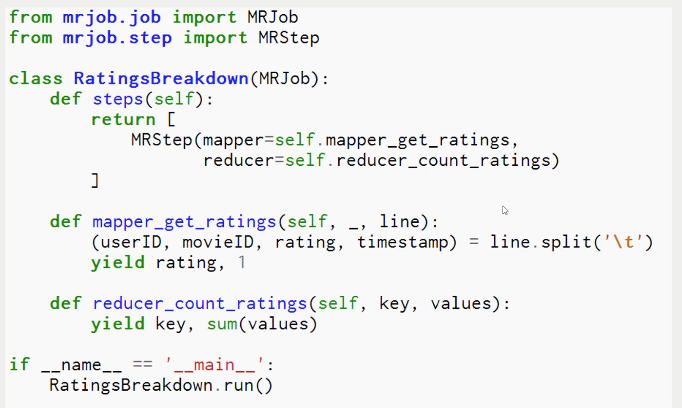 from mrjob.job import MRJob
from mrjob.step import MRStep

class RatingsBreakdown(MRJob):
    def steps(self):
        return [
            MRStep(mapper=self.mapper_get_ratings,
                   reducer=self.reducer_count_ratings)
        ]

    def mapper_get_ratings(self, _, line):
        (userID, movieID, rating, timestamp) = line.split('\t')
        yield rating, 1

    def reducer_count_ratings(self, key, values):
        yield key, sum(values)

if __name__ == '__main__':
    RatingsBreakdown.run()